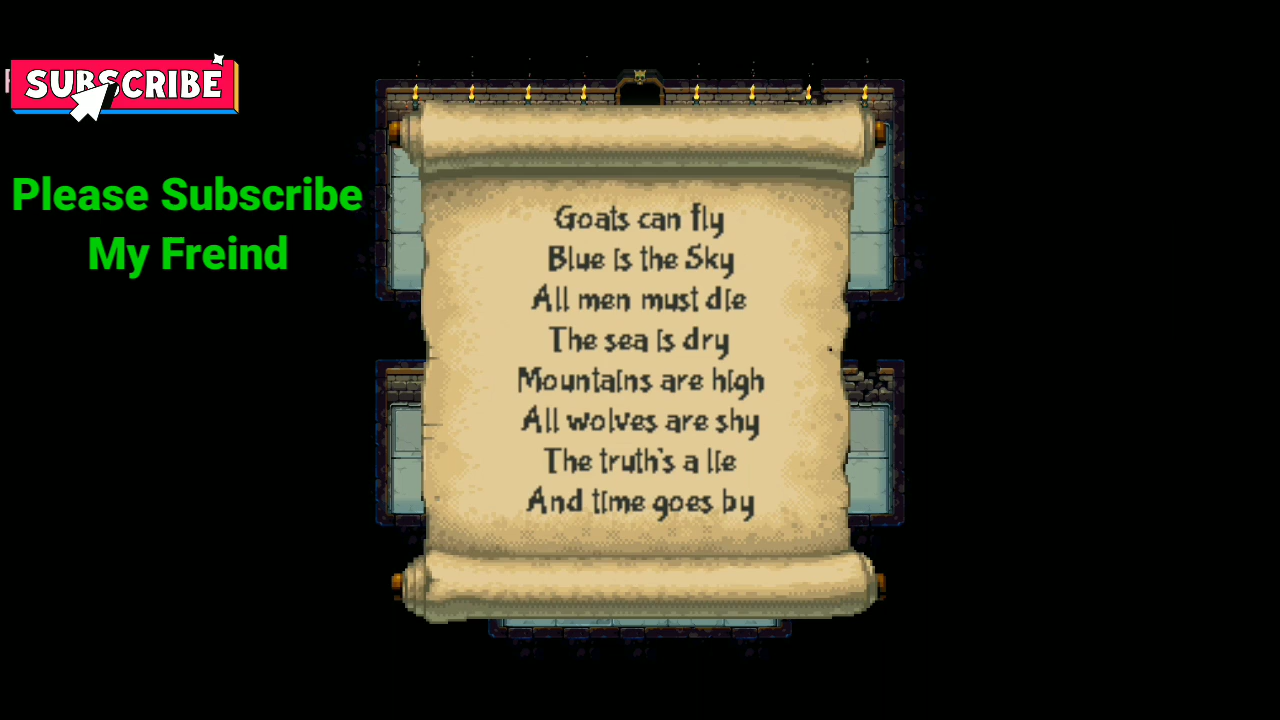 SUBSCRIBE
Please Subscribe
My Freind
Goats can fly
Blue is the Sky
All men must die
The sea is dry
Mountains are high
All wolves are shy
The truth's a lie
And time goes by